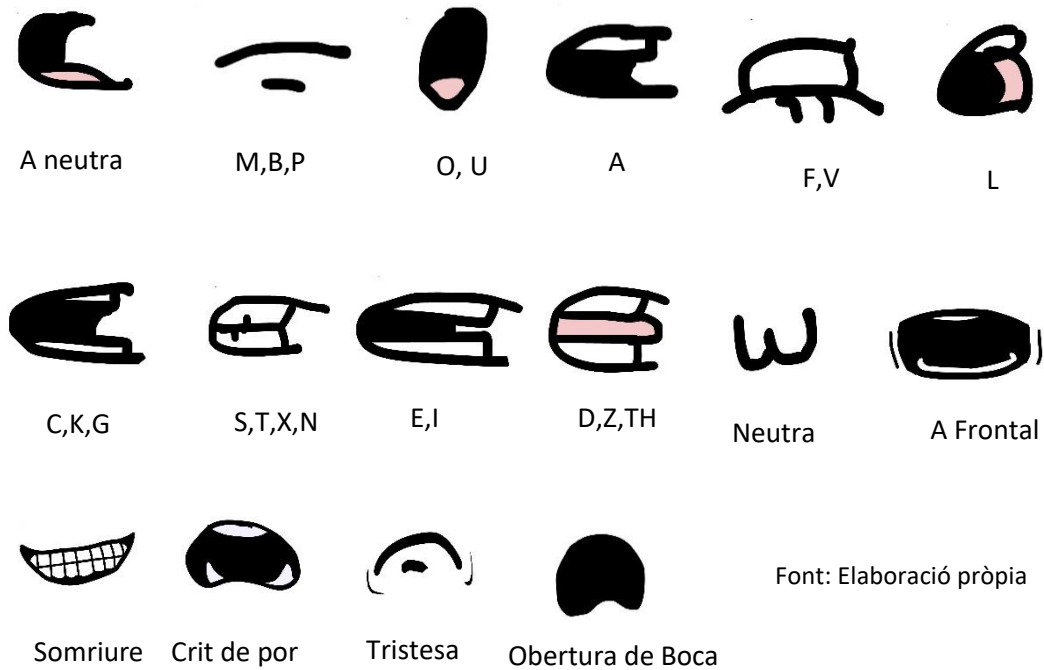 A neutra
M,B,P
O, U
A
F,V
L
C,K,G
S,T,X,N
E,I
D,Z,TH
Neutra
A Frontal
Font: Elaboració pròpia
Somriure
Crit de por
Tristesa
Obertura de Boca